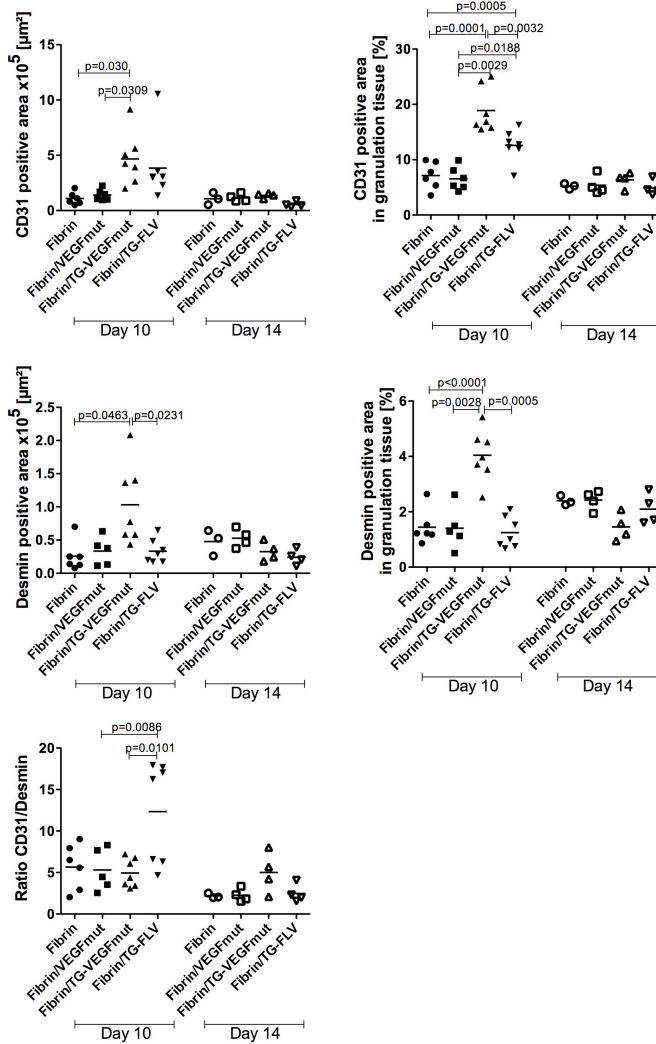 CD31 positive area x10⁵ [µm²]
15
10
5
0
p=0.030
p=0.0309
Fibrin
Fibrin/VEGFmut
Fibrin/TG-VEGFmut
Fibrin/TG-FLV
Fibrin
Fibrin/VEGFmut
Fibrin/TG-VEGFmut
Fibrin/TG-FLV
Day 10
Day 14
CD31 positive area
in granulation tissue [%]
30
20
10
0
p=0.0005
p=0.0001
p=0.0032
p=0.0188
p=0.0029
Fibrin
Fibrin/VEGFmut
Fibrin/TG-VEGFmut
Fibrin/TG-FLV
Fibrin
Fibrin/VEGFmut
Fibrin/TG-VEGFmut
Fibrin/TG-FLV
Day 10
Day 14
Desmin positive area x10⁵ [µm²]
2.5
2.0
1.5
1.0
0.5
0.0
p=0.0463
p=0.0231
Fibrin
Fibrin/VEGFmut
Fibrin/TG-VEGFmut
Fibrin/TG-FLV
Fibrin
Fibrin/VEGFmut
Fibrin/TG-VEGFmut
Fibrin/TG-FLV
Day 10
Day 14
Desmin positive area
in granulation tissue [%]
6
4
2
0
p<0.0001
p=0.0028
p=0.0005
Fibrin
Fibrin/VEGFmut
Fibrin/TG-VEGFmut
Fibrin/TG-FLV
Fibrin
Fibrin/VEGFmut
Fibrin/TG-VEGFmut
Fibrin/TG-FLV
Day 10
Day 14
Ratio CD31/Desmin
20
15
10
5
0
p=0.0086
p=0.0101
Fibrin
Fibrin/VEGFmut
Fibrin/TG-VEGFmut
Fibrin/TG-FLV
Fibrin
Fibrin/VEGFmut
Fibrin/TG-VEGFmut
Fibrin/TG-FLV
Day 10
Day 14